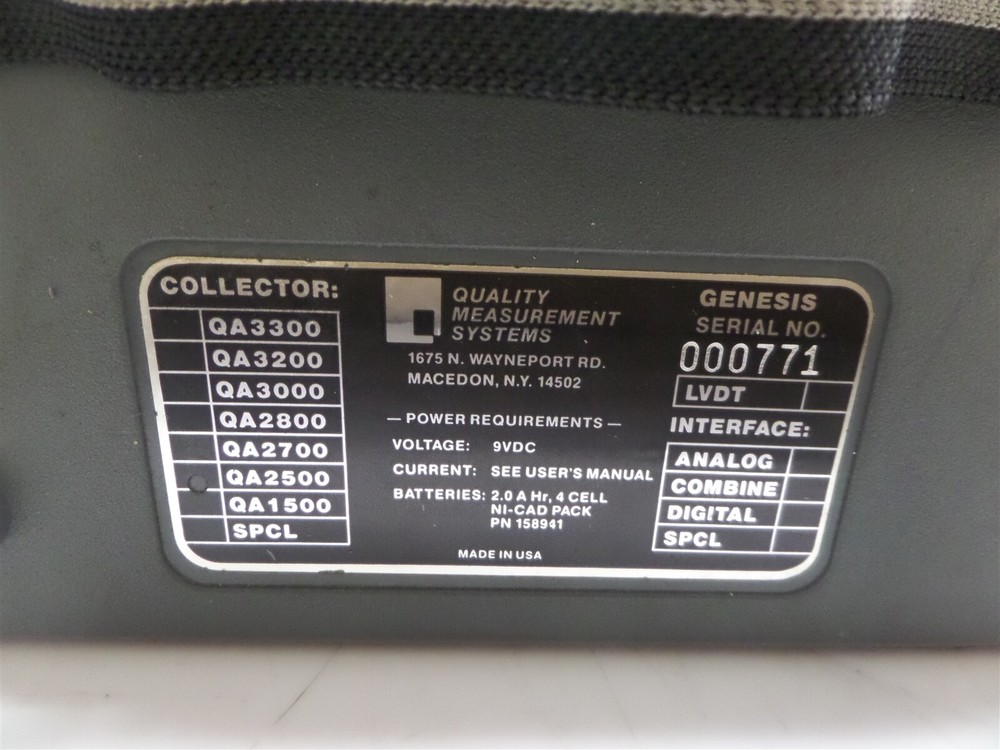 COLLECTOR:
QA3300
QA3200
QA3000
QA2800
QA2700
QA2500
QA1500
SPCL
QUALITY
MEASUREMENT
SYSTEMS
1675 N. WAYNEPORT RD.
MACEDON, N.Y. 14502
— POWER REQUIREMENTS —
VOLTAGE: 9VDC
CURRENT: SEE USER'S MANUAL
BATTERIES: 2.0 A Hr, 4 CELL
NI-CAD PACK
PN 158941
MADE IN USA
GENESIS
SERIAL NO.
000771
LVDT
INTERFACE:
ANALOG
COMBINE
DIGITAL
SPCL